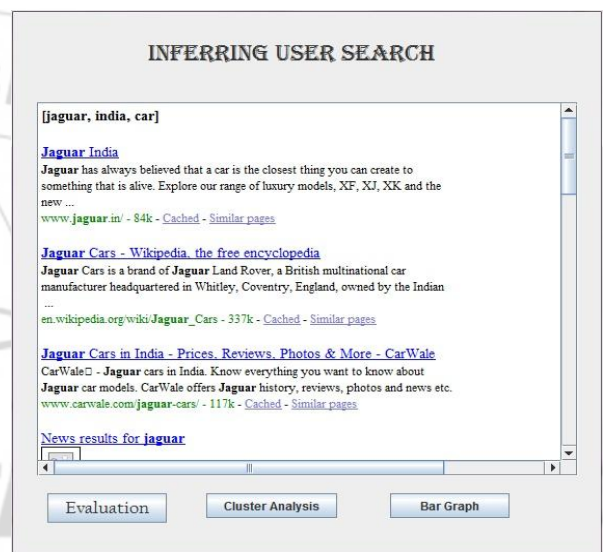 INFERRING USER SEARCH
[jaguar, india, car]
Jaguar India
Jaguar has always believed that a car is the closest thing you can create to
something that is alive. Explore our range of luxury models, XF, XJ, XK and the
new ...
www.jaguar.in/ - 84k - Cached - Similar pages
Jaguar Cars - Wikipedia, the free encyclopedia
Jaguar Cars is a brand of Jaguar Land Rover, a British multinational car
manufacturer headquartered in Whitley, Coventry, England, owned by the Indian
...
en.wikipedia.org/wiki/Jaguar_Cars - 337k - Cached - Similar pages
Jaguar Cars in India - Prices, Reviews, Photos & More - CarWale
CarWale□ - Jaguar cars in India. Know everything you want to know about
Jaguar car models. CarWale offers Jaguar history, reviews, photos and news etc.
www.carwale.com/jaguar-cars/ - 117k - Cached - Similar pages
News results for jaguar
Evaluation
Cluster Analysis
Bar Graph